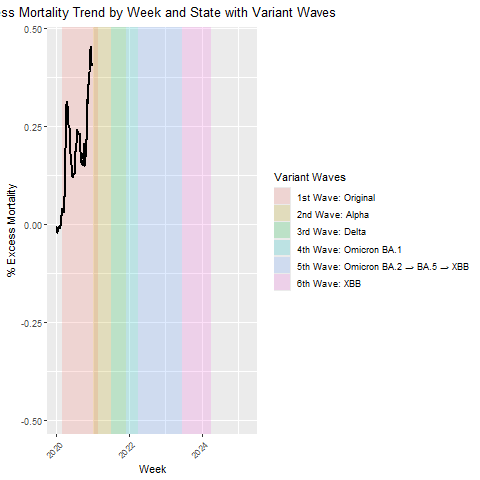 ess Mortality Trend by Week and State with Variant Waves
0.50
0.25
0.00
-0.25
-0.50
% Excess Mortality
2020
2022
2024
Week
Variant Waves
1st Wave: Original
2nd Wave: Alpha
3rd Wave: Delta
4th Wave: Omicron BA.1
5th Wave: Omicron BA.2 → BA.5 → XBB
6th Wave: XBB